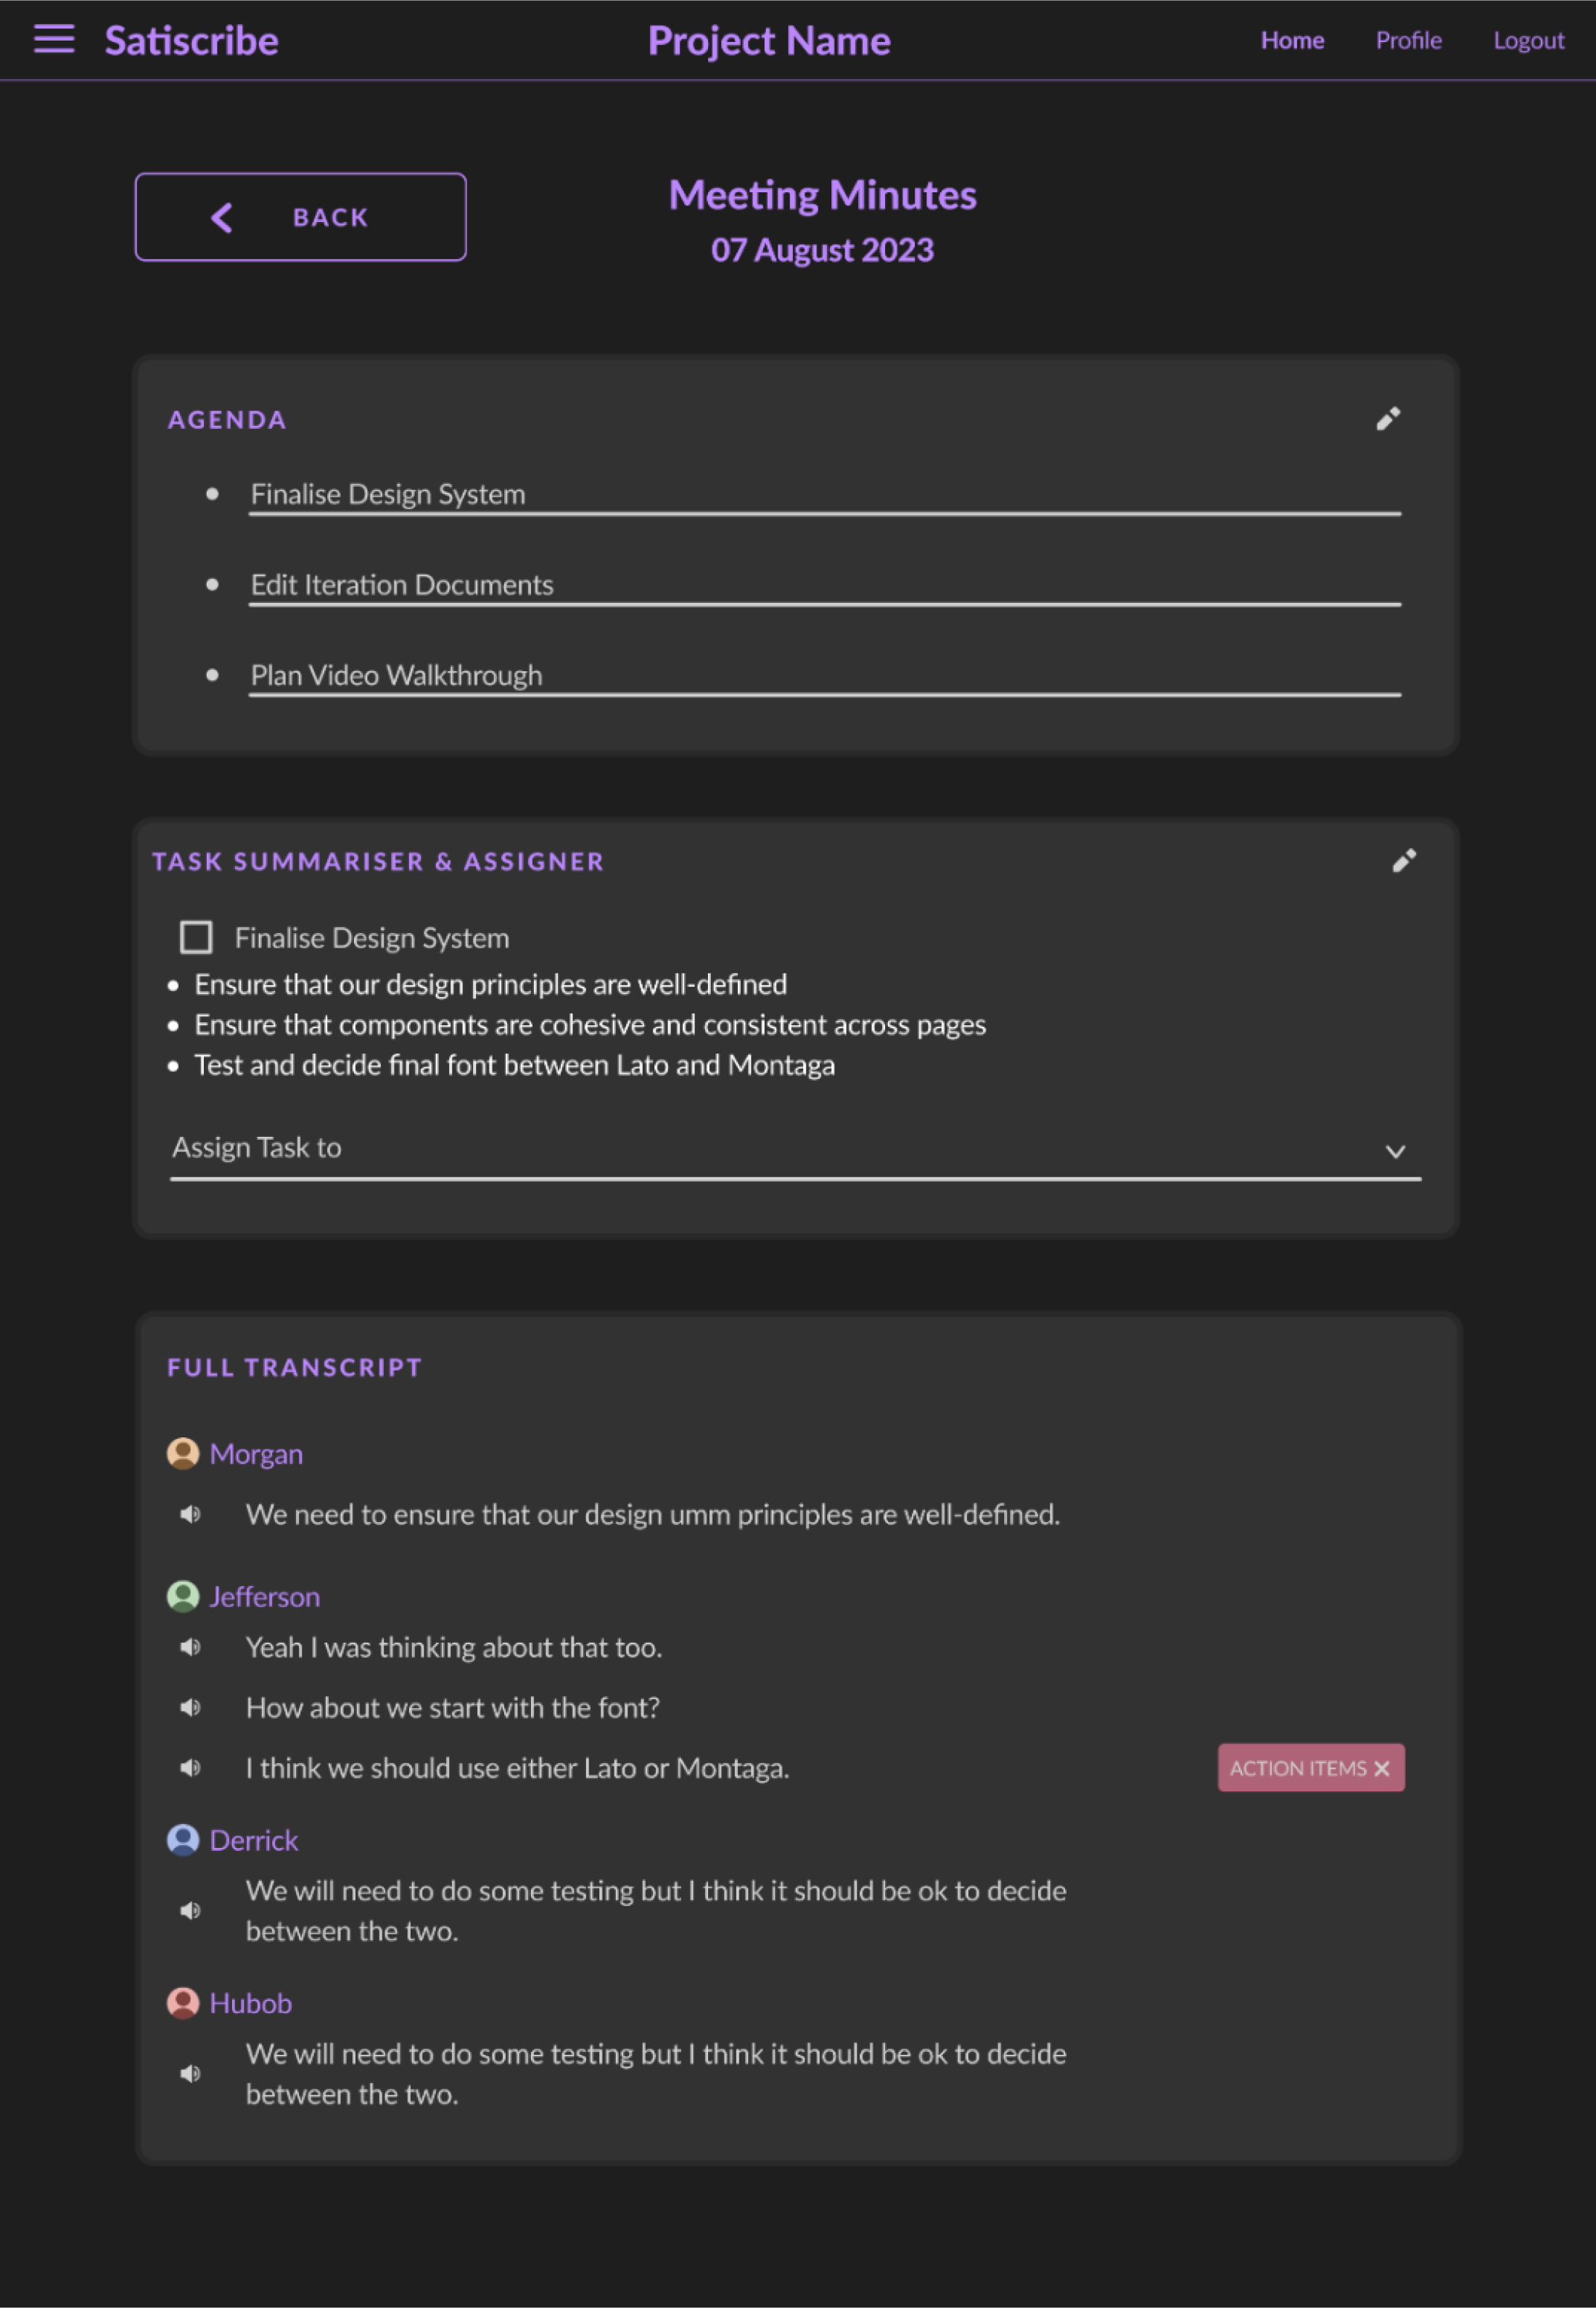 Satiscribe
Project Name
Home
Profile
Logout
BACK
Meeting Minutes
07 August 2023
AGENDA
Finalise Design System
Edit Iteration Documents
Plan Video Walkthrough
TASK SUMMARISER & ASSIGNER
Finalise Design System
Ensure that our design principles are well-defined
Ensure that components are cohesive and consistent across pages
Test and decide final font between Lato and Montaga
Assign Task to
FULL TRANSCRIPT
Morgan
We need to ensure that our design umm principles are well-defined.
Jefferson
Yeah I was thinking about that too.
How about we start with the font?
I think we should use either Lato or Montaga.
ACTION ITEMS
Derrick
We will need to do some testing but I think it should be ok to decide
between the two.
Hubob
We will need to do some testing but I think it should be ok to decide
between the two.